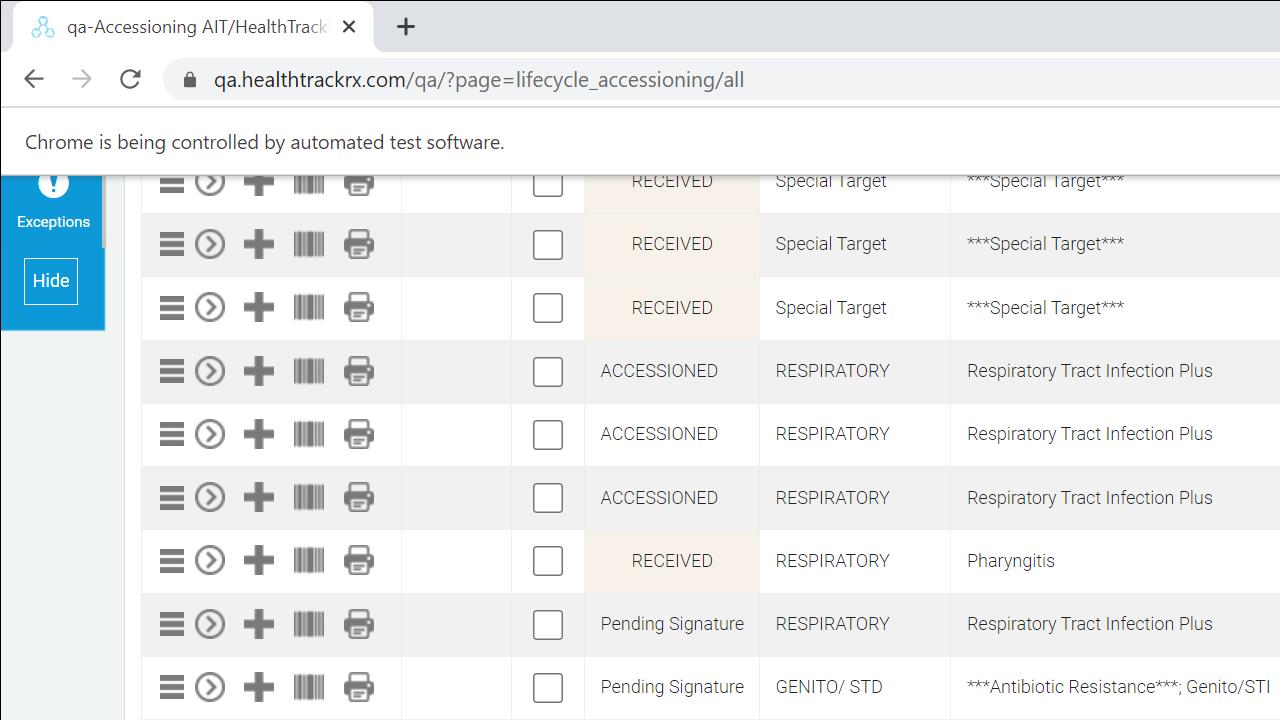 qa-Accessioning AIT/HealthTrack
qa.healthtrackrx.com/qa/?page=lifecycle_accessioning/all
Chrome is being controlled by automated test software.
Exceptions
Hide
RECEIVED Special Target ***Special Target***
RECEIVED Special Target ***Special Target***
RECEIVED Special Target ***Special Target***
ACCESSIONED RESPIRATORY Respiratory Tract Infection Plus
ACCESSIONED RESPIRATORY Respiratory Tract Infection Plus
ACCESSIONED RESPIRATORY Respiratory Tract Infection Plus
RECEIVED RESPIRATORY Pharyngitis
Pending Signature RESPIRATORY Respiratory Tract Infection Plus
Pending Signature GENITO/ STD ***Antibiotic Resistance***; Genito/STI